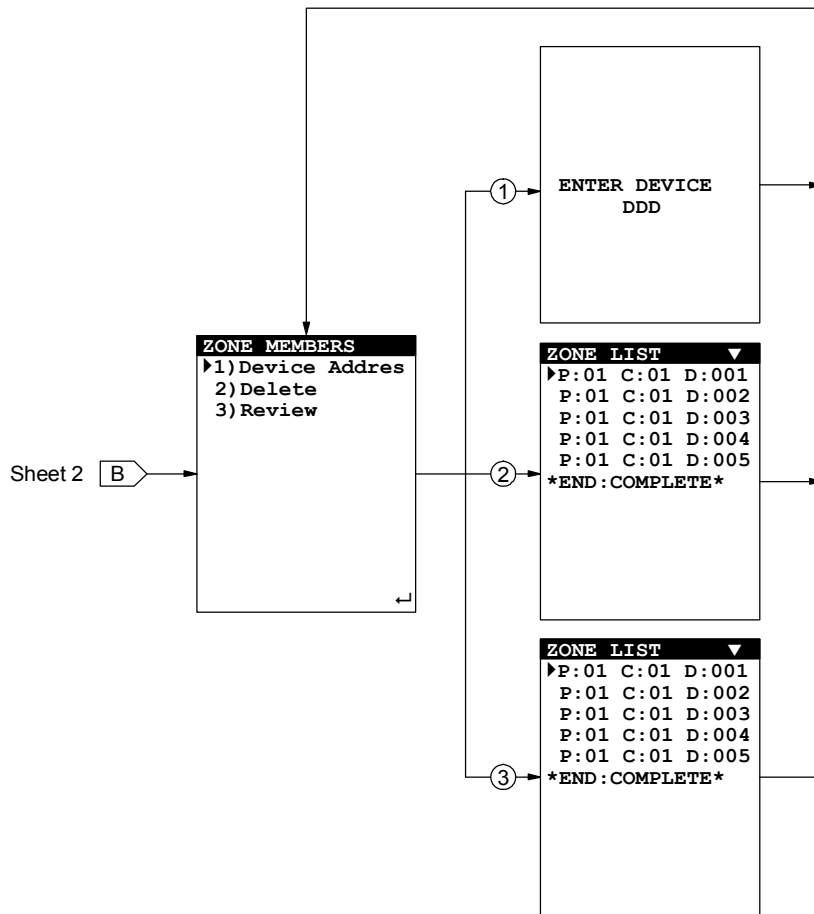 ENTER DEVICE
DDD
1
ZONE MEMBERS
1)Device Addres
2)Delete
3)Review
Sheet 2 B
ZONE LIST
P:01 C:01 D:001
P:01 C:01 D:002
P:01 C:01 D:003
P:01 C:01 D:004
P:01 C:01 D:005
*END:COMPLETE*
2
ZONE LIST
P:01 C:01 D:001
P:01 C:01 D:002
P:01 C:01 D:003
P:01 C:01 D:004
P:01 C:01 D:005
*END:COMPLETE*
3